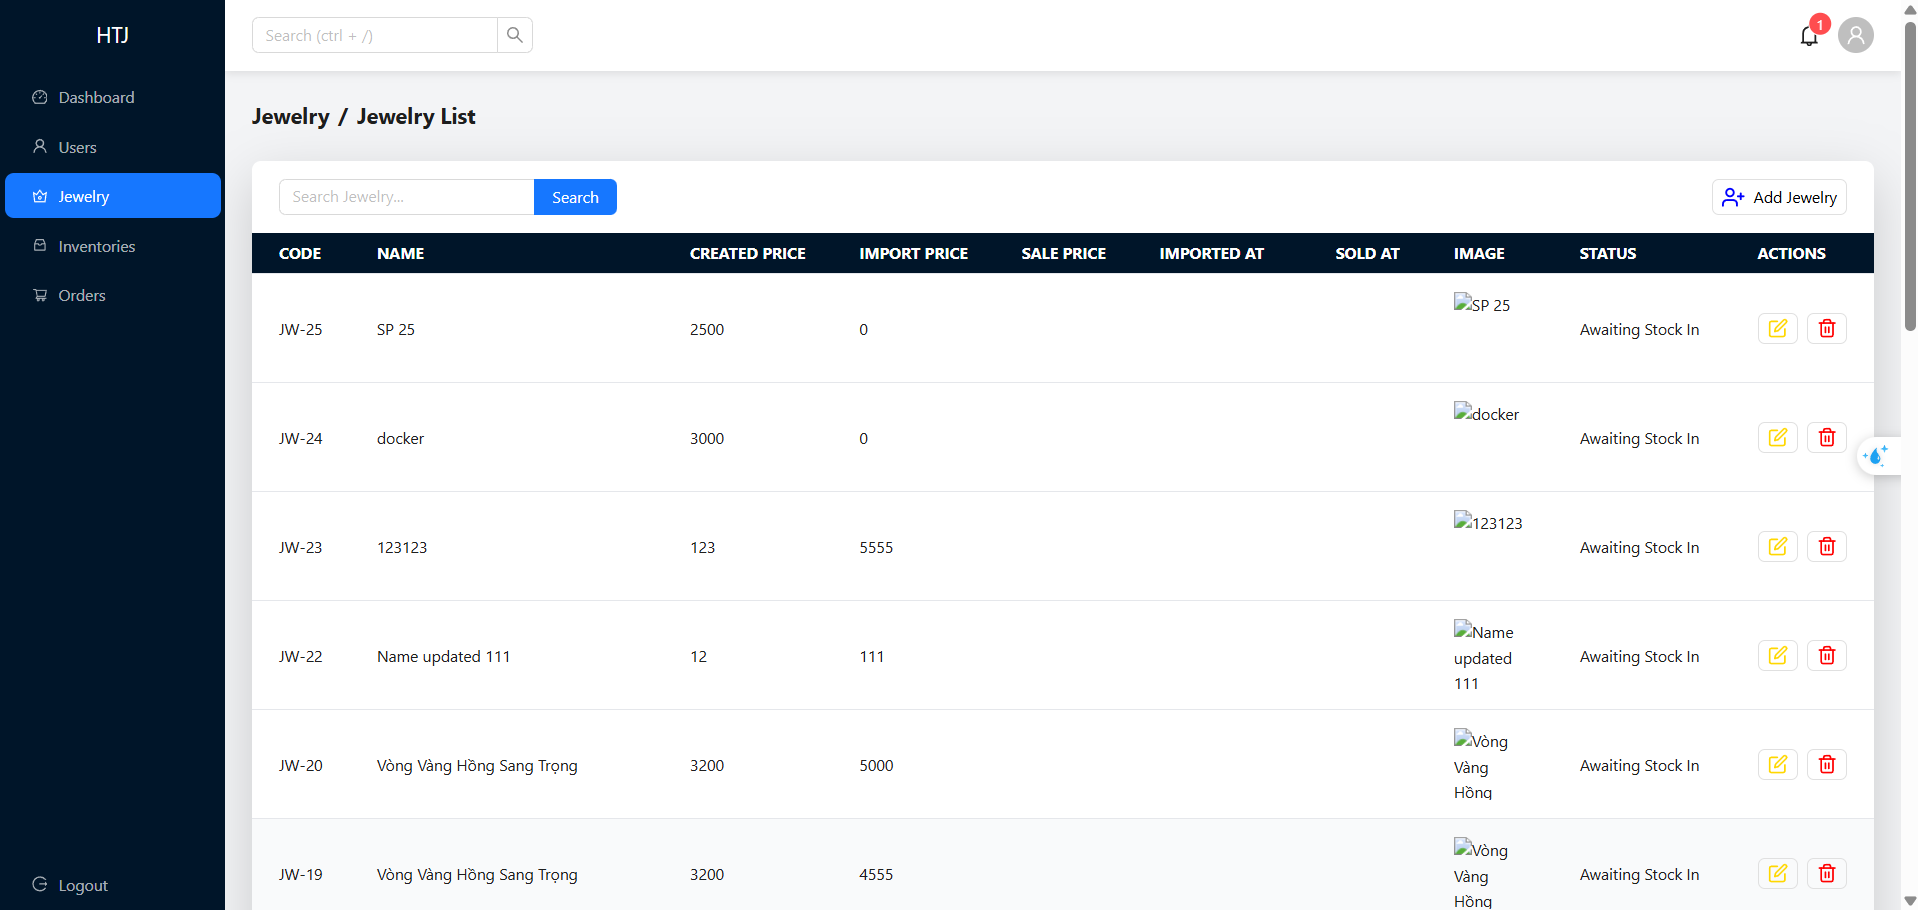 HTJ
Dashboard
Users
Jewelry
Inventories
Orders
Logout
Search (ctrl + /)
1
Jewelry / Jewelry List
Search Jewelry...
Search
Add Jewelry
CODE NAME CREATED PRICE IMPORT PRICE SALE PRICE IMPORTED AT SOLD AT IMAGE STATUS ACTIONS
JW-25 SP 25 2500 0 SP 25 Awaiting Stock In
JW-24 docker 3000 0 docker Awaiting Stock In
JW-23 123123 123 5555 123123 Awaiting Stock In
JW-22 Name updated 111 12 111 Name
updated
111
Awaiting Stock In
JW-20 Vòng Vàng Hồng Sang Trọng 3200 5000 Vòng
Vàng
Hồng
Awaiting Stock In
JW-19 Vòng Vàng Hồng Sang Trọng 3200 4555 Vòng
Vàng
Hồng
Awaiting Stock In